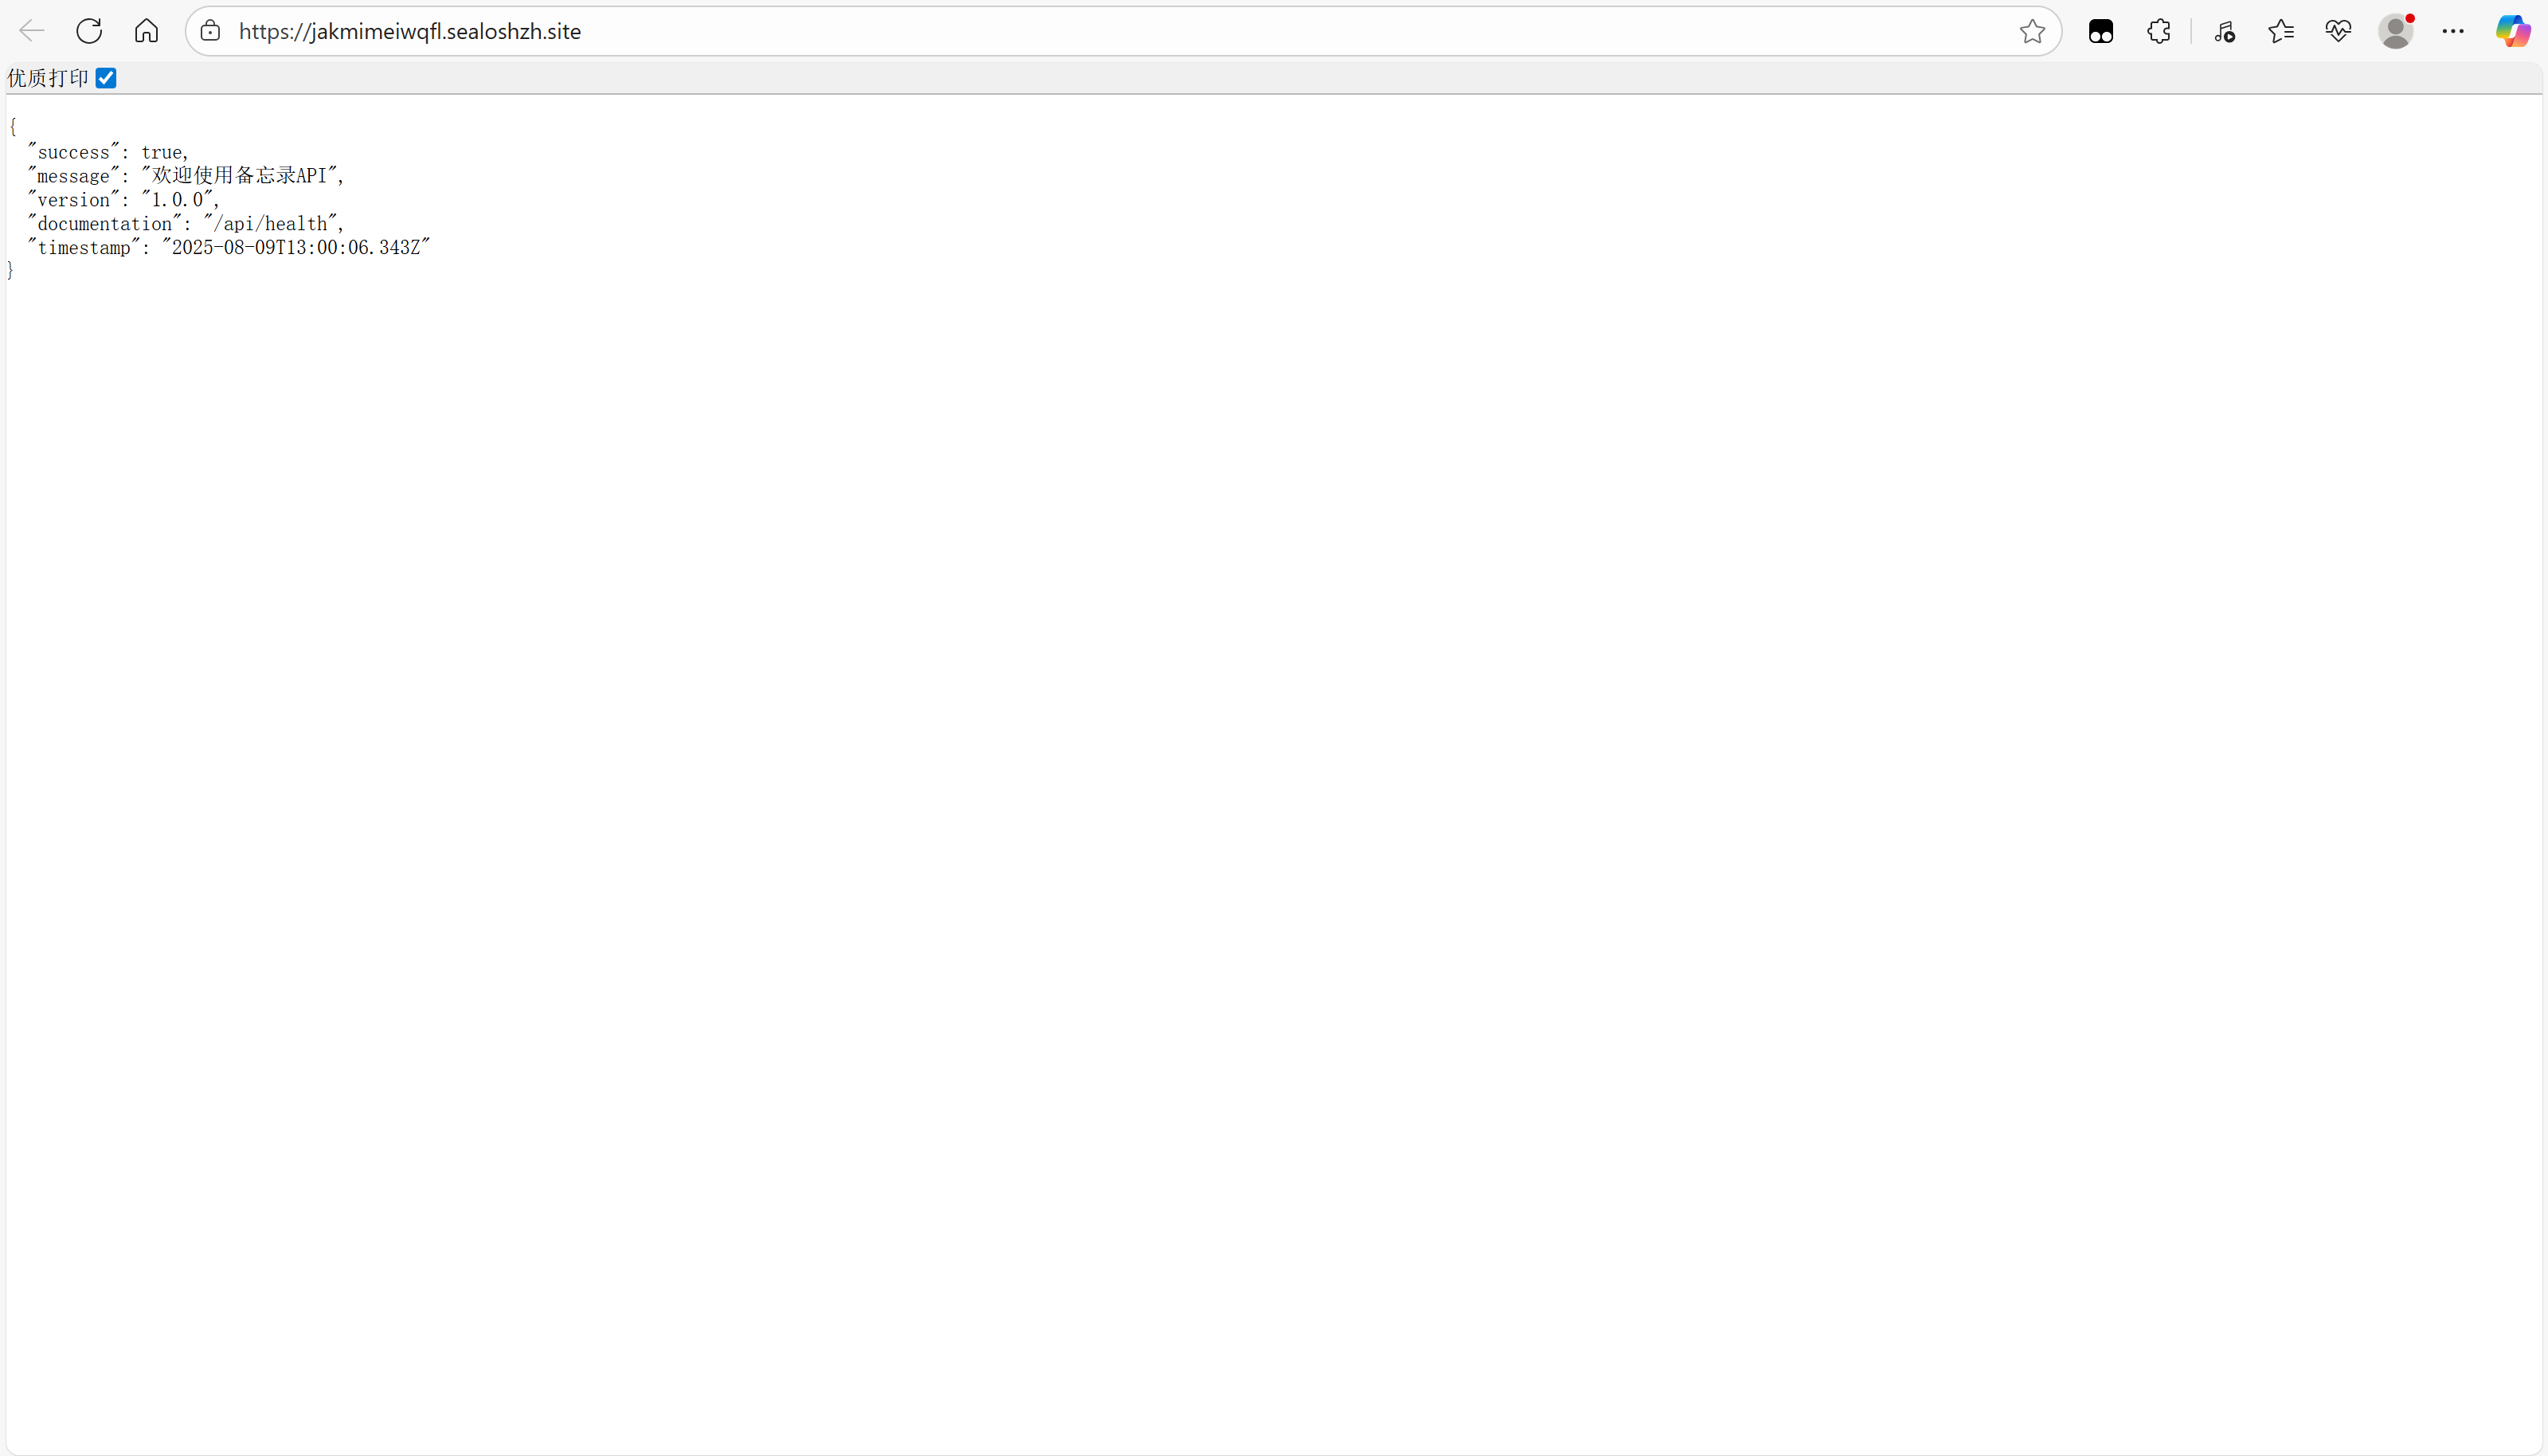 https://jakmimeiwqfl.sealoshzh.site
优质打印
{
  "success": true,
  "message": "欢迎使用备忘录API",
  "version": "1.0.0",
  "documentation": "/api/health",
  "timestamp": "2025-08-09T13:00:06.343Z"
}